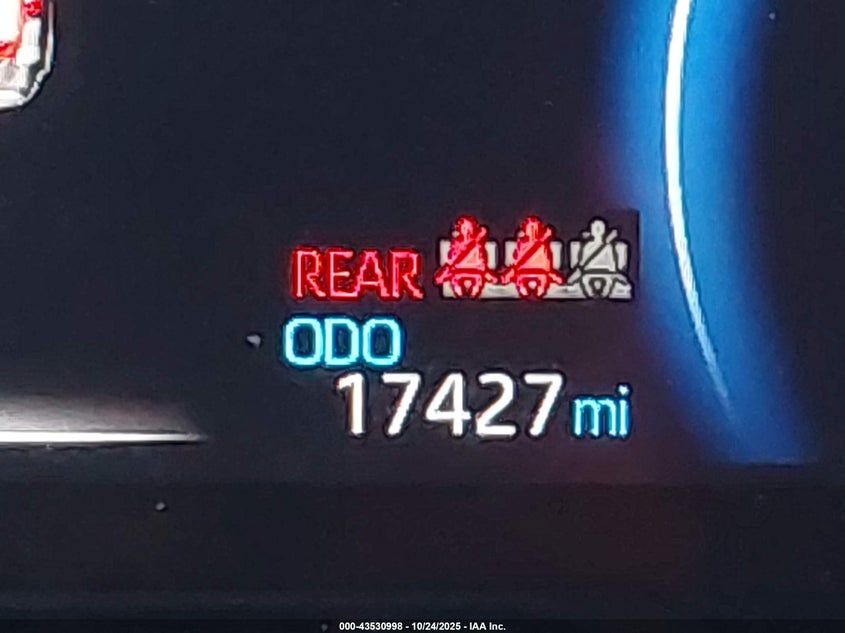 REAR
ODO
17427 mi
000-43530998 - 10/24/2025 - IAA Inc.